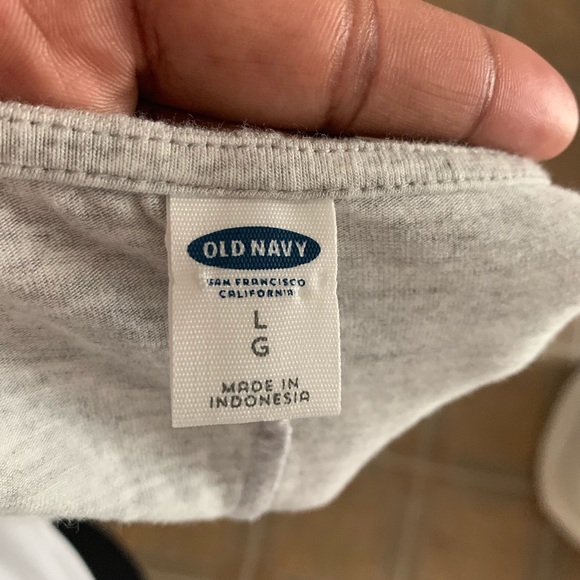 OLD NAVY
SAN FRANCISCO
CALIFORNIA
L
G
MADE IN
INDONESIA